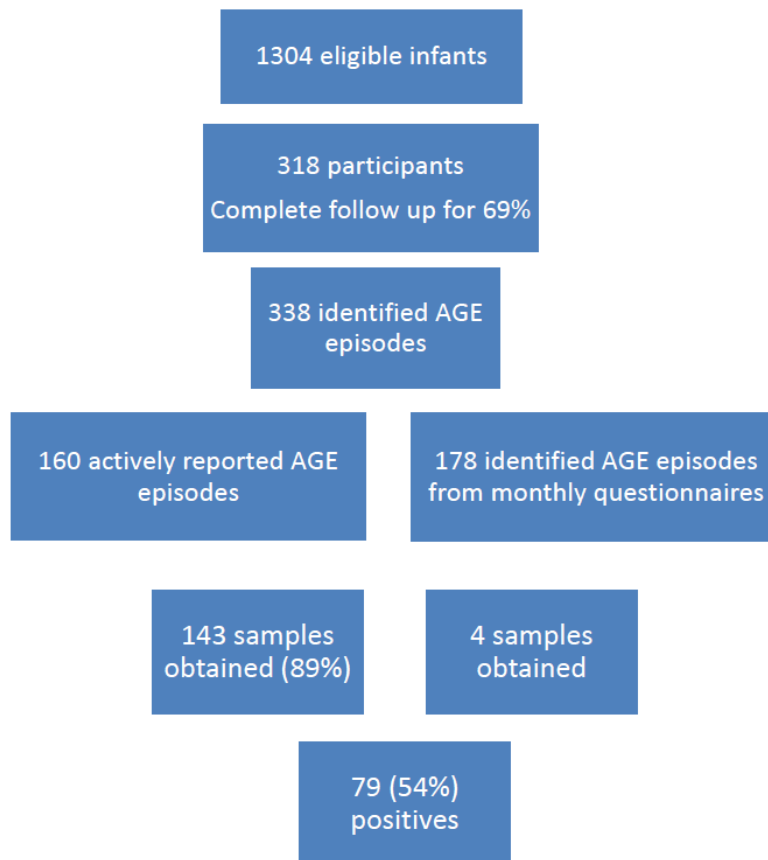 1304 eligible infants
318 participants
Complete follow up for 69%
338 identified AGE
episodes
160 actively reported AGE
episodes
178 identified AGE episodes
from monthly questionnaires
143 samples
obtained (89%)
4 samples
obtained
79 (54%)
positives